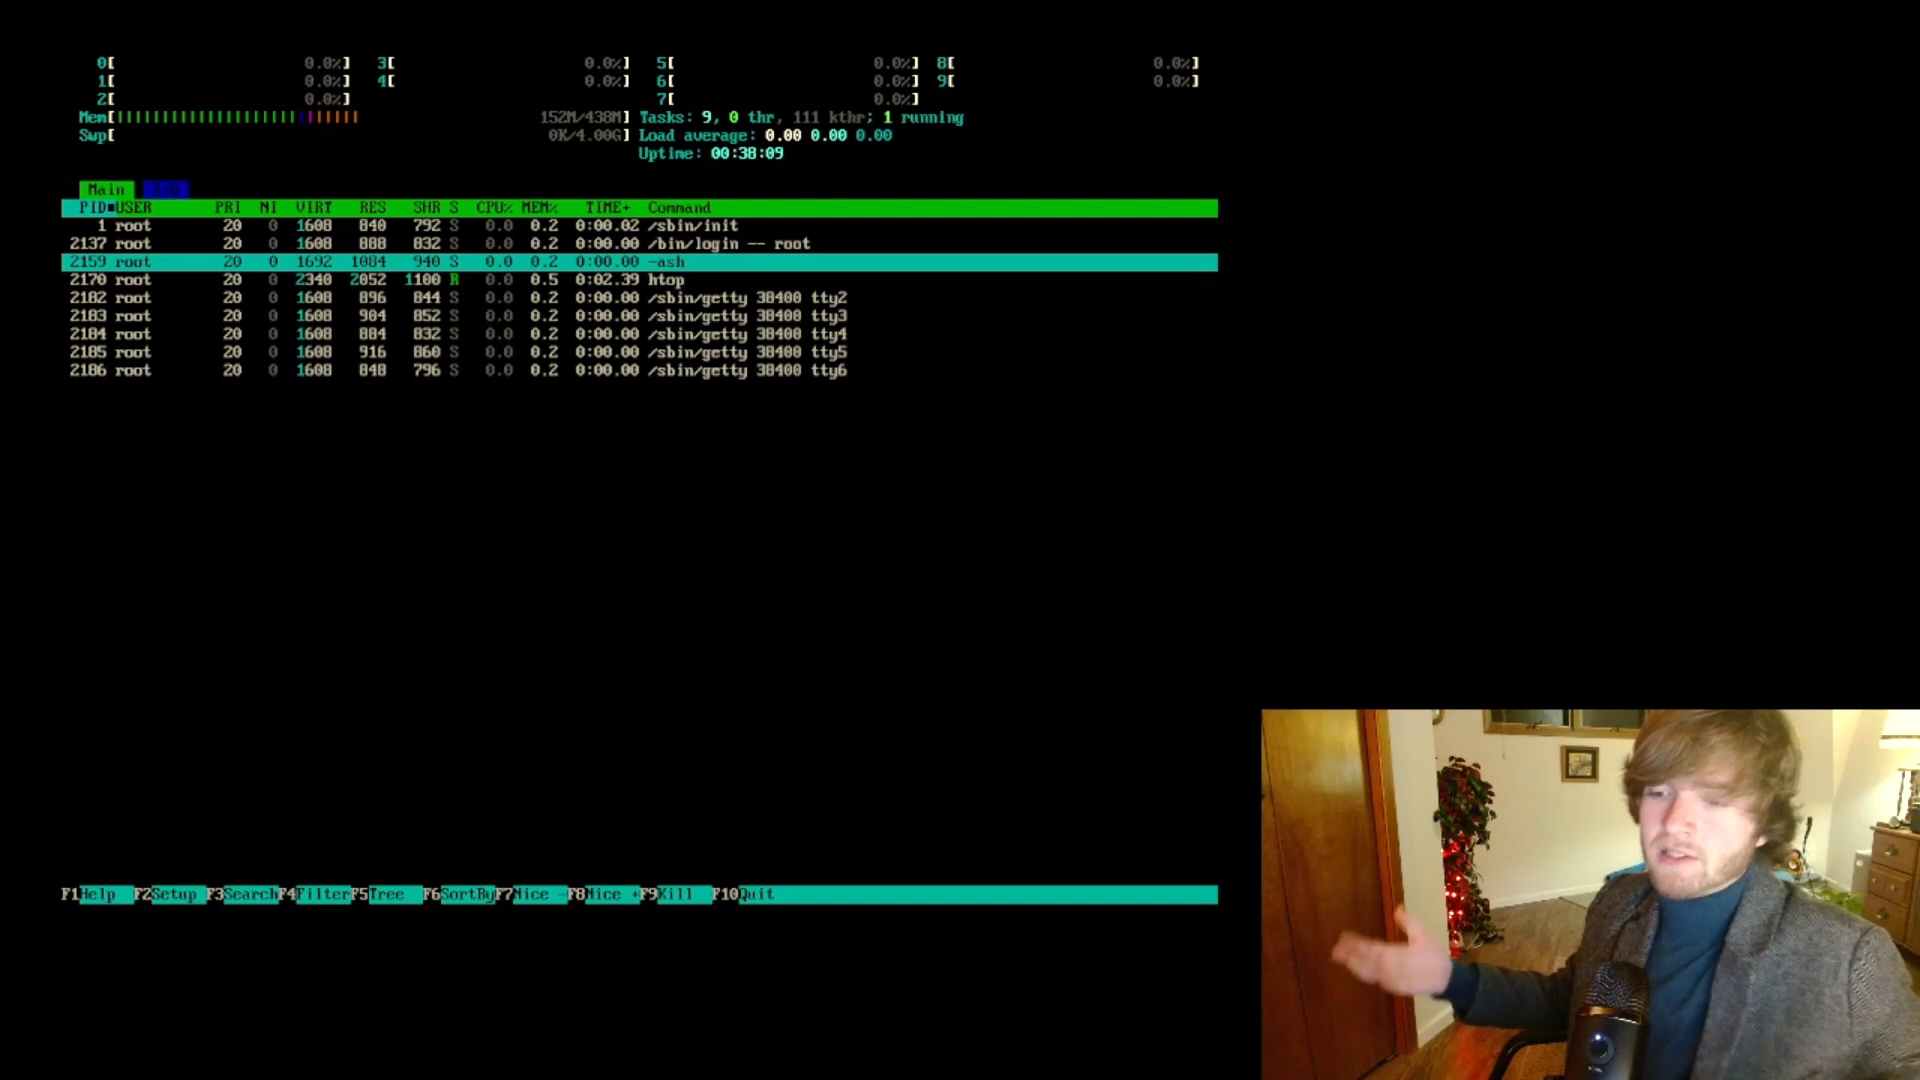 0[ 0.0%] 3[ 0.0%] 5[ 0.0%] 8[ 0.0%]
1[ 0.0%] 4[ 0.0%] 6[ 0.0%] 9[ 0.0%]
2[ 0.0%] 7[ 0.0%]
Mem[|||||||||||||||||||||||||||| 152M/438M] Tasks: 9, 0 thr, 111 kthr; 1 running
Swp[ 0K/4.00G] Load average: 0.00 0.00 0.00
Uptime: 00:38:09
Main I/O
PID USER PRI NI VIRT RES SHR S CPU% MEM% TIME+ Command
1 root 20 0 1608 840 792 S 0.0 0.2 0:00.02 /sbin/init
2137 root 20 0 1608 888 832 S 0.0 0.2 0:00.00 /bin/login -- root
2159 root 20 0 1692 1084 940 S 0.0 0.2 0:00.00 -ash
2170 root 20 0 2340 2052 1100 R 0.0 0.5 0:02.39 htop
2182 root 20 0 1608 896 844 S 0.0 0.2 0:00.00 /sbin/getty 38400 tty2
2183 root 20 0 1608 904 852 S 0.0 0.2 0:00.00 /sbin/getty 38400 tty3
2184 root 20 0 1608 884 832 S 0.0 0.2 0:00.00 /sbin/getty 38400 tty4
2185 root 20 0 1608 916 860 S 0.0 0.2 0:00.00 /sbin/getty 38400 tty5
2186 root 20 0 1608 848 796 S 0.0 0.2 0:00.00 /sbin/getty 38400 tty6
F1Help F2Setup F3SearchF4FilterF5Tree F6SortByF7Nice -F8Nice +F9Kill F10Quit